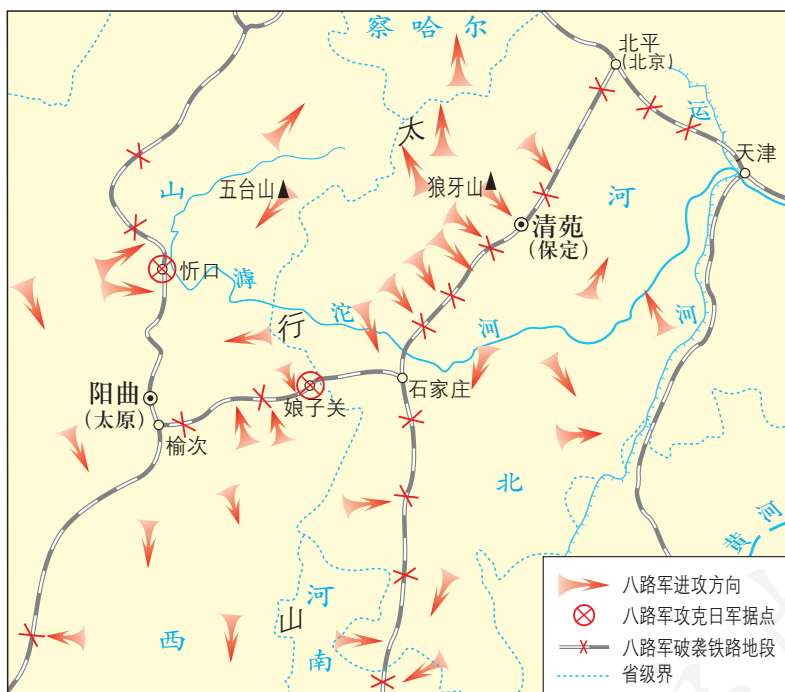 察哈尔
北平
(北京)
运
太
天津
山
五台山
狼牙山
河
清苑
(保定)
忻口
滹
沱
河
河
行
阳曲
(太原)
娘子关
石家庄
榆次
北
黄河
河
山
西
南
八路军进攻方向
八路军攻克日军据点
八路军破袭铁路地段
省级界